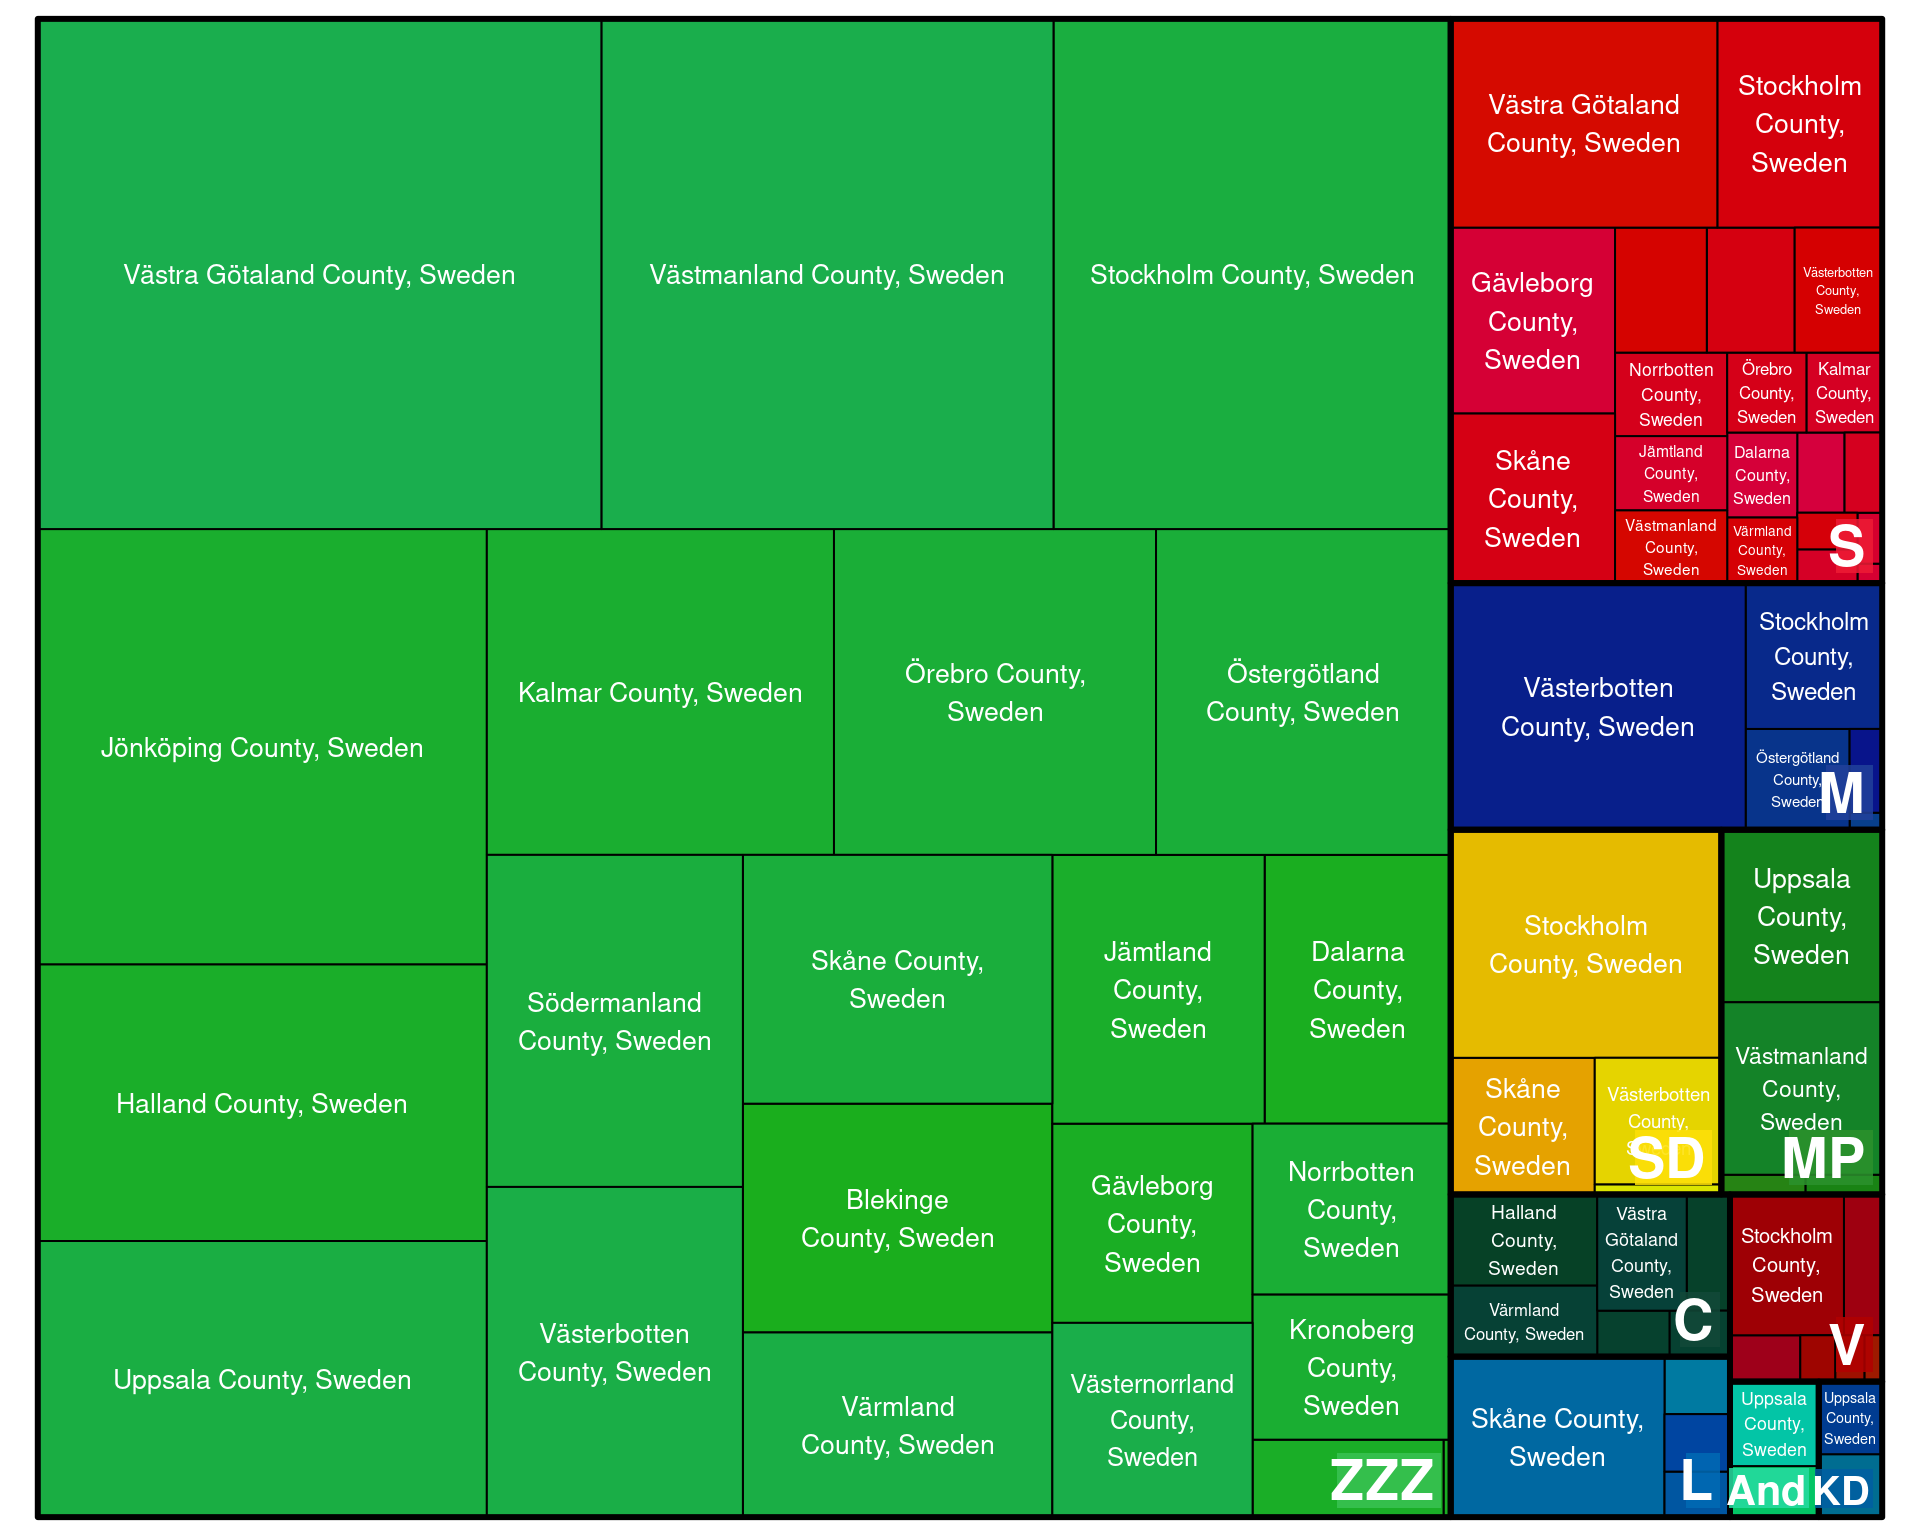 Västra Götaland County, Sweden
Västmanland County, Sweden
Stockholm County, Sweden
Jönköping County, Sweden
Kalmar County, Sweden
Örebro County,
Sweden
Östergötland
County, Sweden
Halland County, Sweden
Uppsala County, Sweden
Södermanland
County, Sweden
Västerbotten
County, Sweden
Skåne County,
Sweden
Blekinge
County, Sweden
Värmland
County, Sweden
Jämtland
County,
Sweden
Dalarna
County,
Sweden
Gävleborg
County,
Sweden
Norrbotten
County,
Sweden
Västernorrland
County,
Sweden
Kronoberg
County,
Sweden
ZZZ
Västra Götaland
County, Sweden
Stockholm
County,
Sweden
Gävleborg
County,
Sweden
Västerbotten
County,
Sweden
Skåne
County,
Sweden
Norrbotten
County,
Sweden
Örebro
County,
Sweden
Kalmar
County,
Sweden
Jämtland
County,
Sweden
Dalarna
County,
Sweden
Västmanland
County,
Sweden
Värmland
County,
Sweden
S
Västerbotten
County, Sweden
Stockholm
County,
Sweden
Östergötland
County,
Sweden
M
Stockholm
County, Sweden
Skåne
County,
Sweden
Västerbotten
County,
SD
Uppsala
County,
Sweden
Västmanland
County,
Sweden
MP
Halland
County,
Sweden
Västra
Götaland
County,
Sweden
Värmland
County, Sweden
C
Stockholm
County,
Sweden
V
Skåne County,
Sweden
L
Uppsala
County,
Sweden
And
Uppsala
County,
Sweden
KD